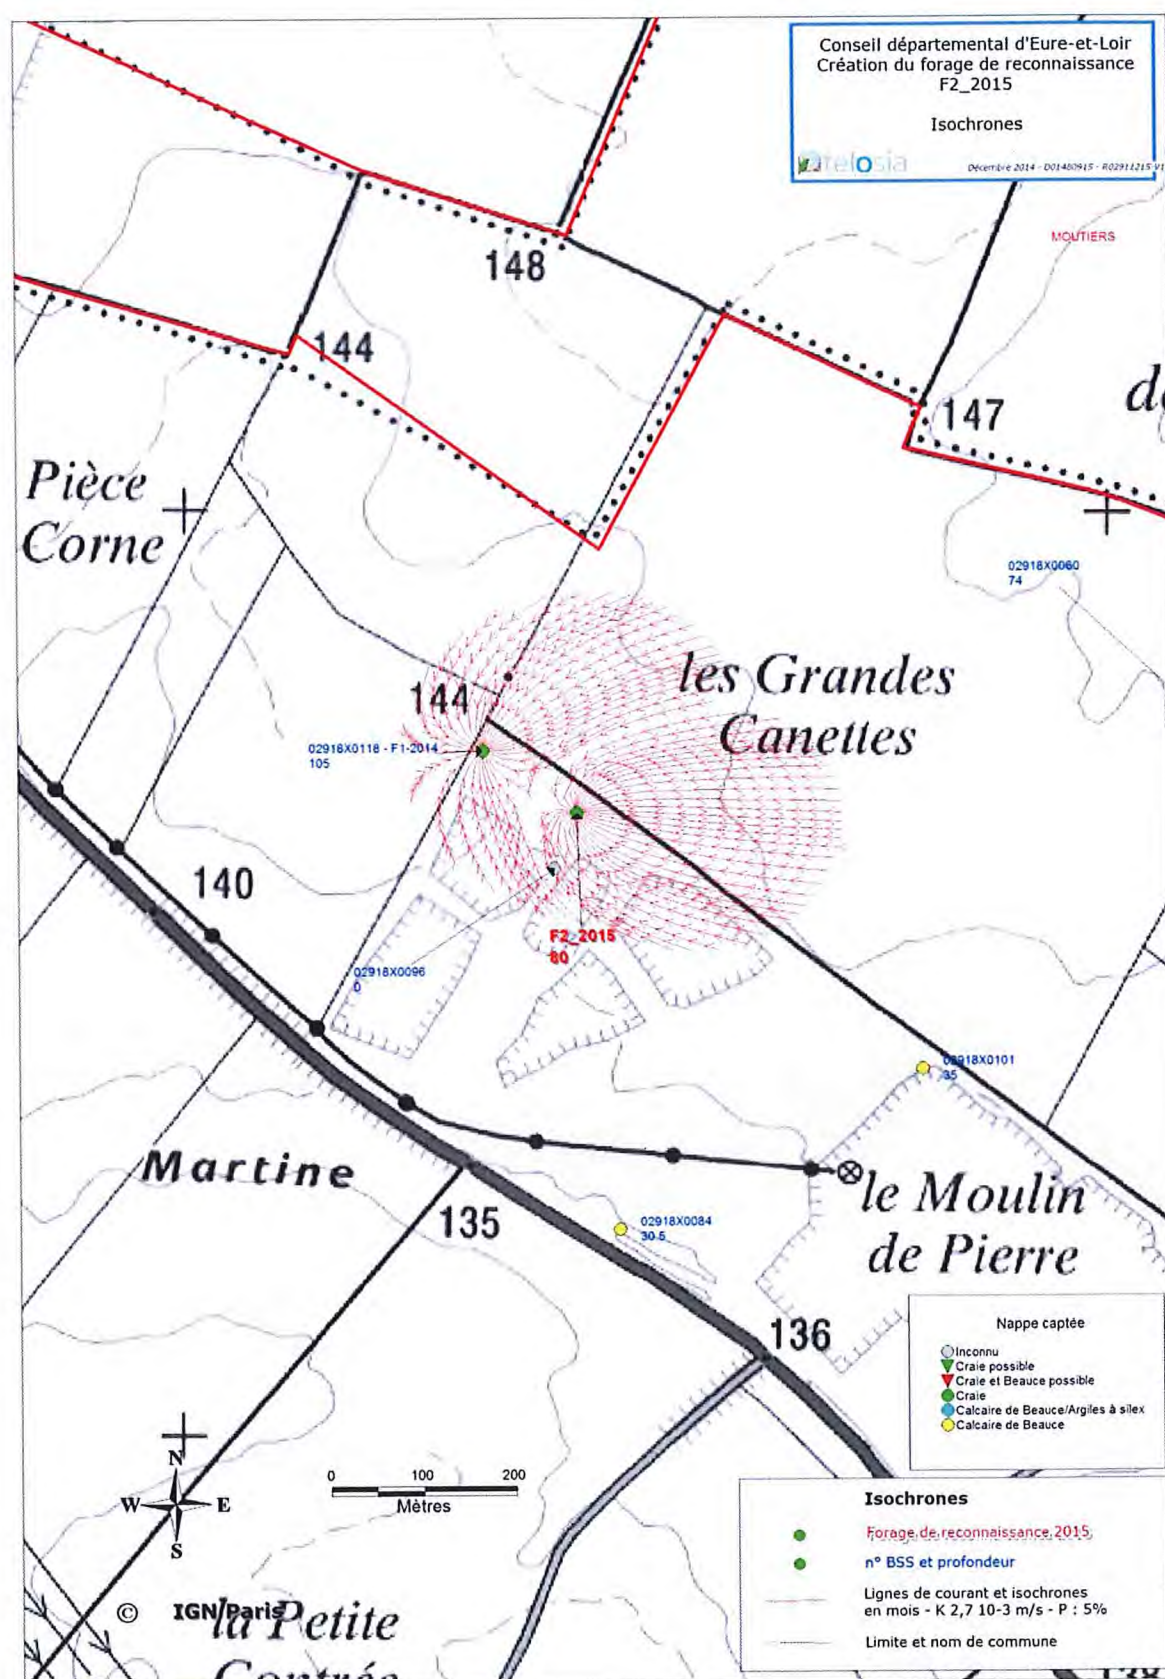 Conseil départemental d'Eure-et-Loir
Création du forage de reconnaissance
F2_2015
Isochrones
telosia
Décembre 2014 - D01480915 - R02911215-V1
MOUTIERS
148
144
147
Pièce
Corne
02918X0060
74
les Grandes
Canettes
144
02918X0118 - F1-2014
105
140
F2_2015
80
02918X0096
0
02918X0101
35
Martine
135
02918X0084
30.5
le Moulin
de Pierre
136
Nappe captée
Inconnu
Craie possible
Craie et Beauce possible
Craie
Calcaire de Beauce/Argiles à silex
Calcaire de Beauce
N
W E
S
0 100 200
Mètres
Isochrones
Forage de reconnaissance 2015
n° BSS et profondeur
Lignes de courant et isochrones
en mois - K 2,7 10-3 m/s - P : 5%
Limite et nom de commune
© IGN/Paris
la Petite
Contrée